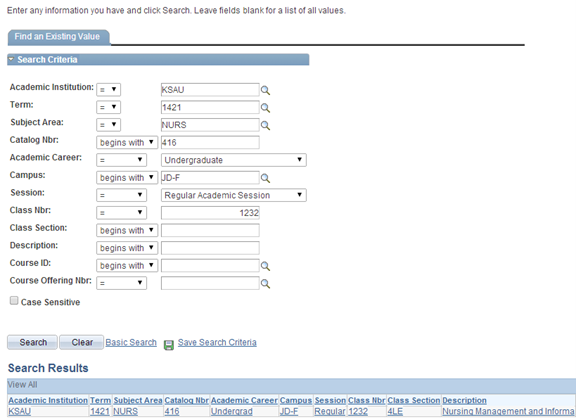 Enter any information you have and click Search. Leave fields blank for a list of all values.
Find an Existing Value
Search Criteria
Academic Institution: = KSAU
Term: = 1421
Subject Area: = NURS
Catalog Nbr: begins with 416
Academic Career: = Undergraduate
Campus: begins with JD-F
Session: = Regular Academic Session
Class Nbr: = 1232
Class Section: begins with
Description: begins with
Course ID: begins with
Course Offering Nbr: =
Case Sensitive
Search Clear Basic Search Save Search Criteria
Search Results
View All
Academic Institution Term Subject Area Catalog Nbr Academic Career Campus Session Class Nbr Class Section Description
KSAU 1421 NURS 416 Undergrad JD-F Regular 1232 4LE Nursing Management and Informa